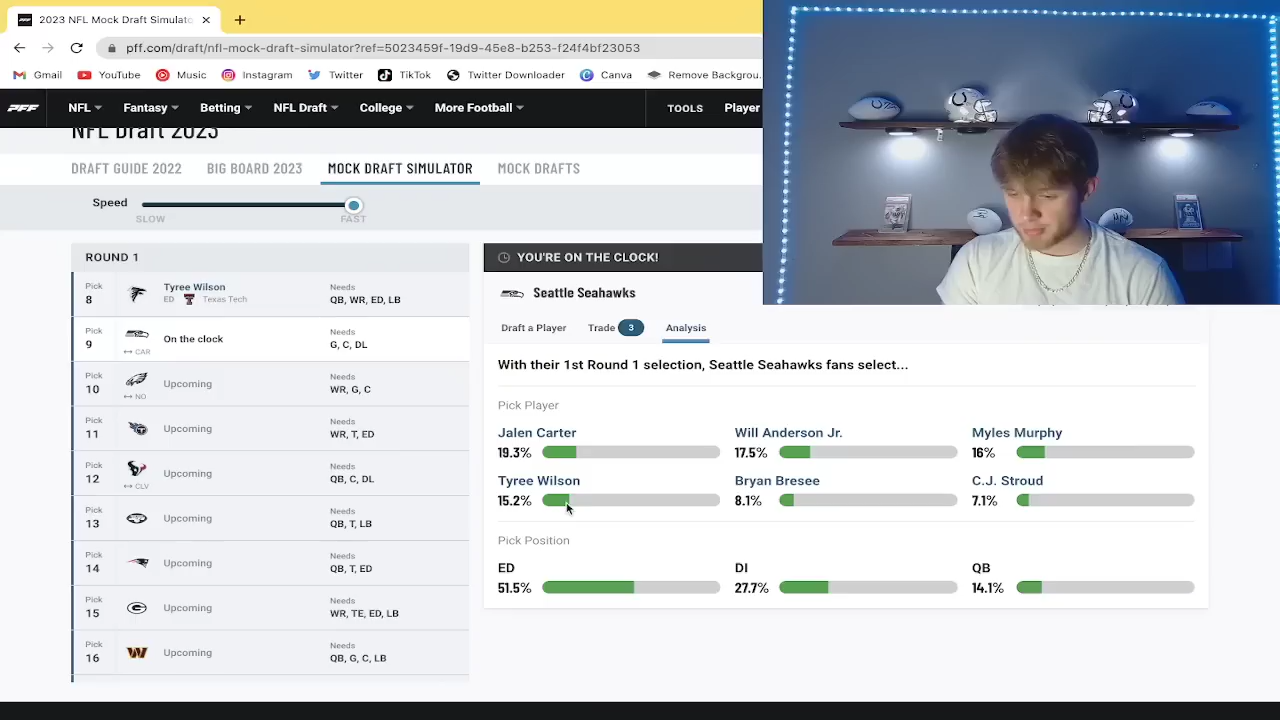 2023 NFL Mock Draft Simulato
pff.com/draft/nfl-mock-draft-simulator?ref=5023459f-19d9-45e8-b253-f24f4bf23053
Gmail YouTube Music Instagram Twitter TikTok Twitter Downloader Canva Remove Backgrou...
PFF NFL Fantasy Betting NFL Draft College More Football TOOLS Player
NFL Draft 2023
DRAFT GUIDE 2022 BIG BOARD 2023 MOCK DRAFT SIMULATOR MOCK DRAFTS
Speed
SLOW FAST
ROUND 1
Pick 8 Tyree Wilson Needs
ED Texas Tech QB, WR, ED, LB
Pick 9 On the clock Needs
CAR G, C, DL
Pick 10 Upcoming Needs
NO WR, G, C
Pick 11 Upcoming Needs
WR, T, ED
Pick 12 Upcoming Needs
CLV QB, C, DL
Pick 13 Upcoming Needs
QB, T, LB
Pick 14 Upcoming Needs
QB, T, ED
Pick 15 Upcoming Needs
WR, TE, ED, LB
Pick 16 Upcoming Needs
QB, G, C, LB
YOU'RE ON THE CLOCK!
Seattle Seahawks
Draft a Player Trade 3 Analysis
With their 1st Round 1 selection, Seattle Seahawks fans select...
Pick Player
Jalen Carter Will Anderson Jr. Myles Murphy
19.3% 17.5% 16%
Tyree Wilson Bryan Bresee C.J. Stroud
15.2% 8.1% 7.1%
Pick Position
ED DI QB
51.5% 27.7% 14.1%